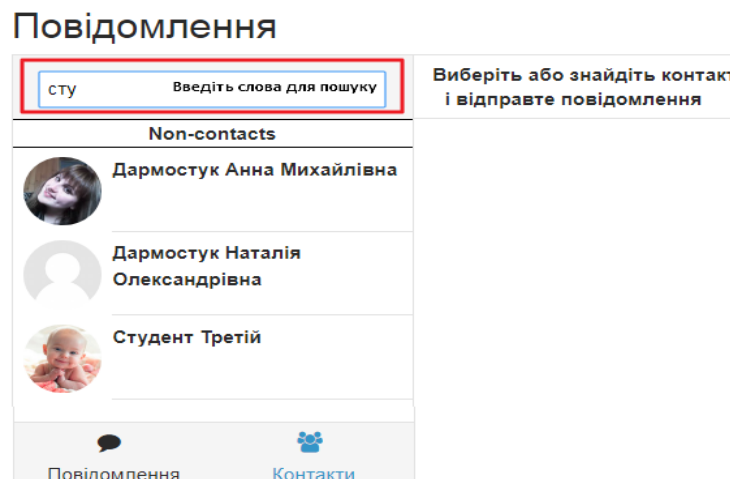 Повідомлення
сту Введіть слова для пошуку
Виберіть або знайдіть контакт
і відправте повідомлення
Non-contacts
Дармостук Анна Михайлівна
Дармостук Наталія
Олександрівна
Студент Третій
Повідомлення Контакти